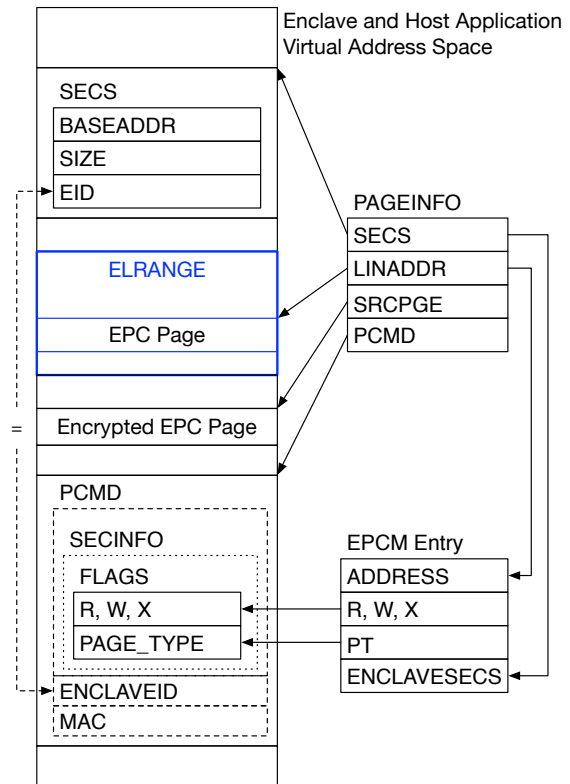 Enclave and Host Application
Virtual Address Space
SECS
BASEADDR
SIZE
EID
ELRANGE
EPC Page
Encrypted EPC Page
=
PCMD
SECINFO
FLAGS
R, W, X
PAGE_TYPE
ENCLAVEID
MAC
PAGEINFO
SECS
LINADDR
SRCPGE
PCMD
EPCM Entry
ADDRESS
R, W, X
PT
ENCLAVESECS